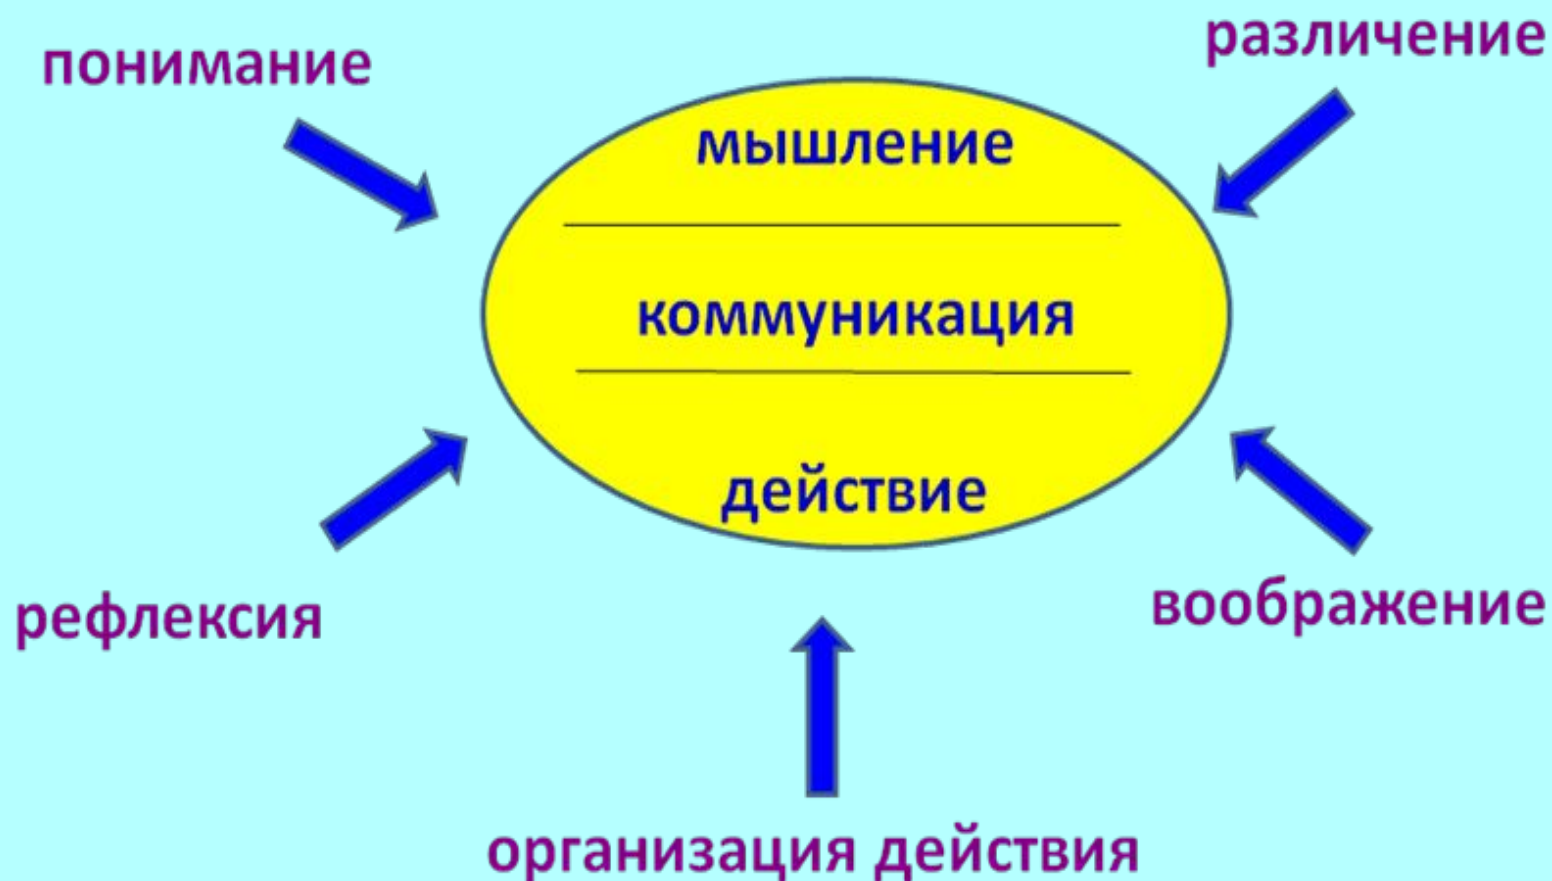 понимание
различение
мышление
коммуникация
действие
рефлексия
воображение
организация действия